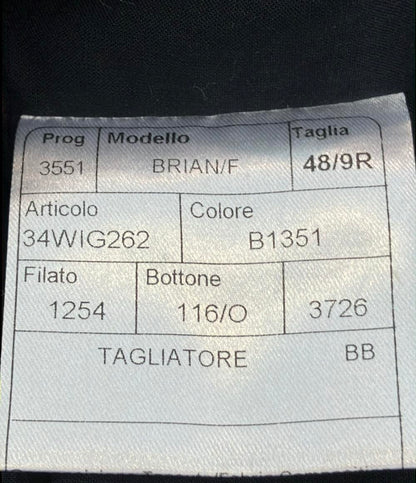 Prog Modello Taglia
3551 BRIAN/F 48/9R
Articolo Colore
34WIG262 B1351
Filato Bottone
1254 116/O 3726
TAGLIATORE BB